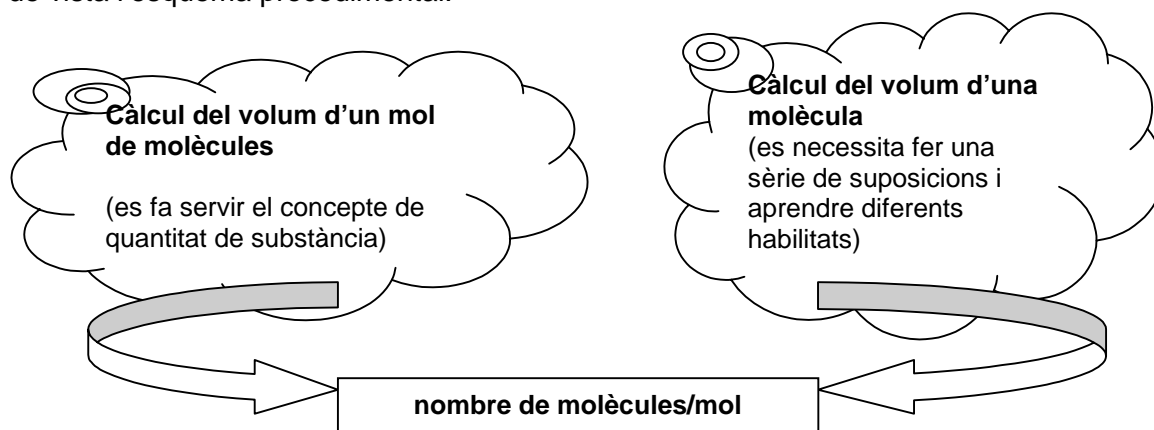 de vista l'esquema procedimental.
Càlcul del volum d'un mol
de molècules
(es fa servir el concepte de
quantitat de substància)
Càlcul del volum d'una
molècula
(es necessita fer una
sèrie de suposicions i
aprendre diferents
habilitats)
nombre de molècules/mol